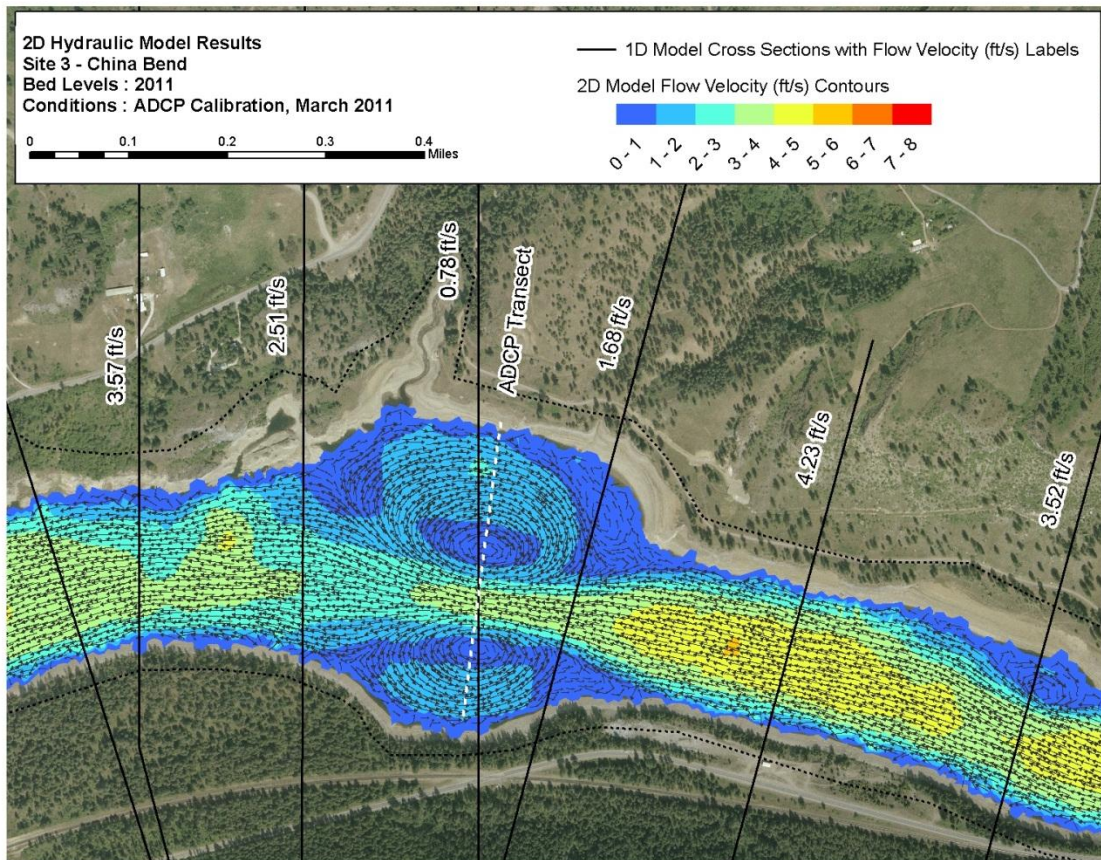 2D Hydraulic Model Results
Site 3 - China Bend
Bed Levels : 2011
Conditions : ADCP Calibration, March 2011
0 0.1 0.2 0.3 0.4
Miles
1D Model Cross Sections with Flow Velocity (ft/s) Labels
2D Model Flow Velocity (ft/s) Contours
0 - 1
1 - 2
2 - 3
3 - 4
4 - 5
5 - 6
6 - 7
7 - 8
3.57 ft/s
2.51 ft/s
0.78 ft/s
ADCP Transect
1.68 ft/s
4.23 ft/s
3.52 ft/s